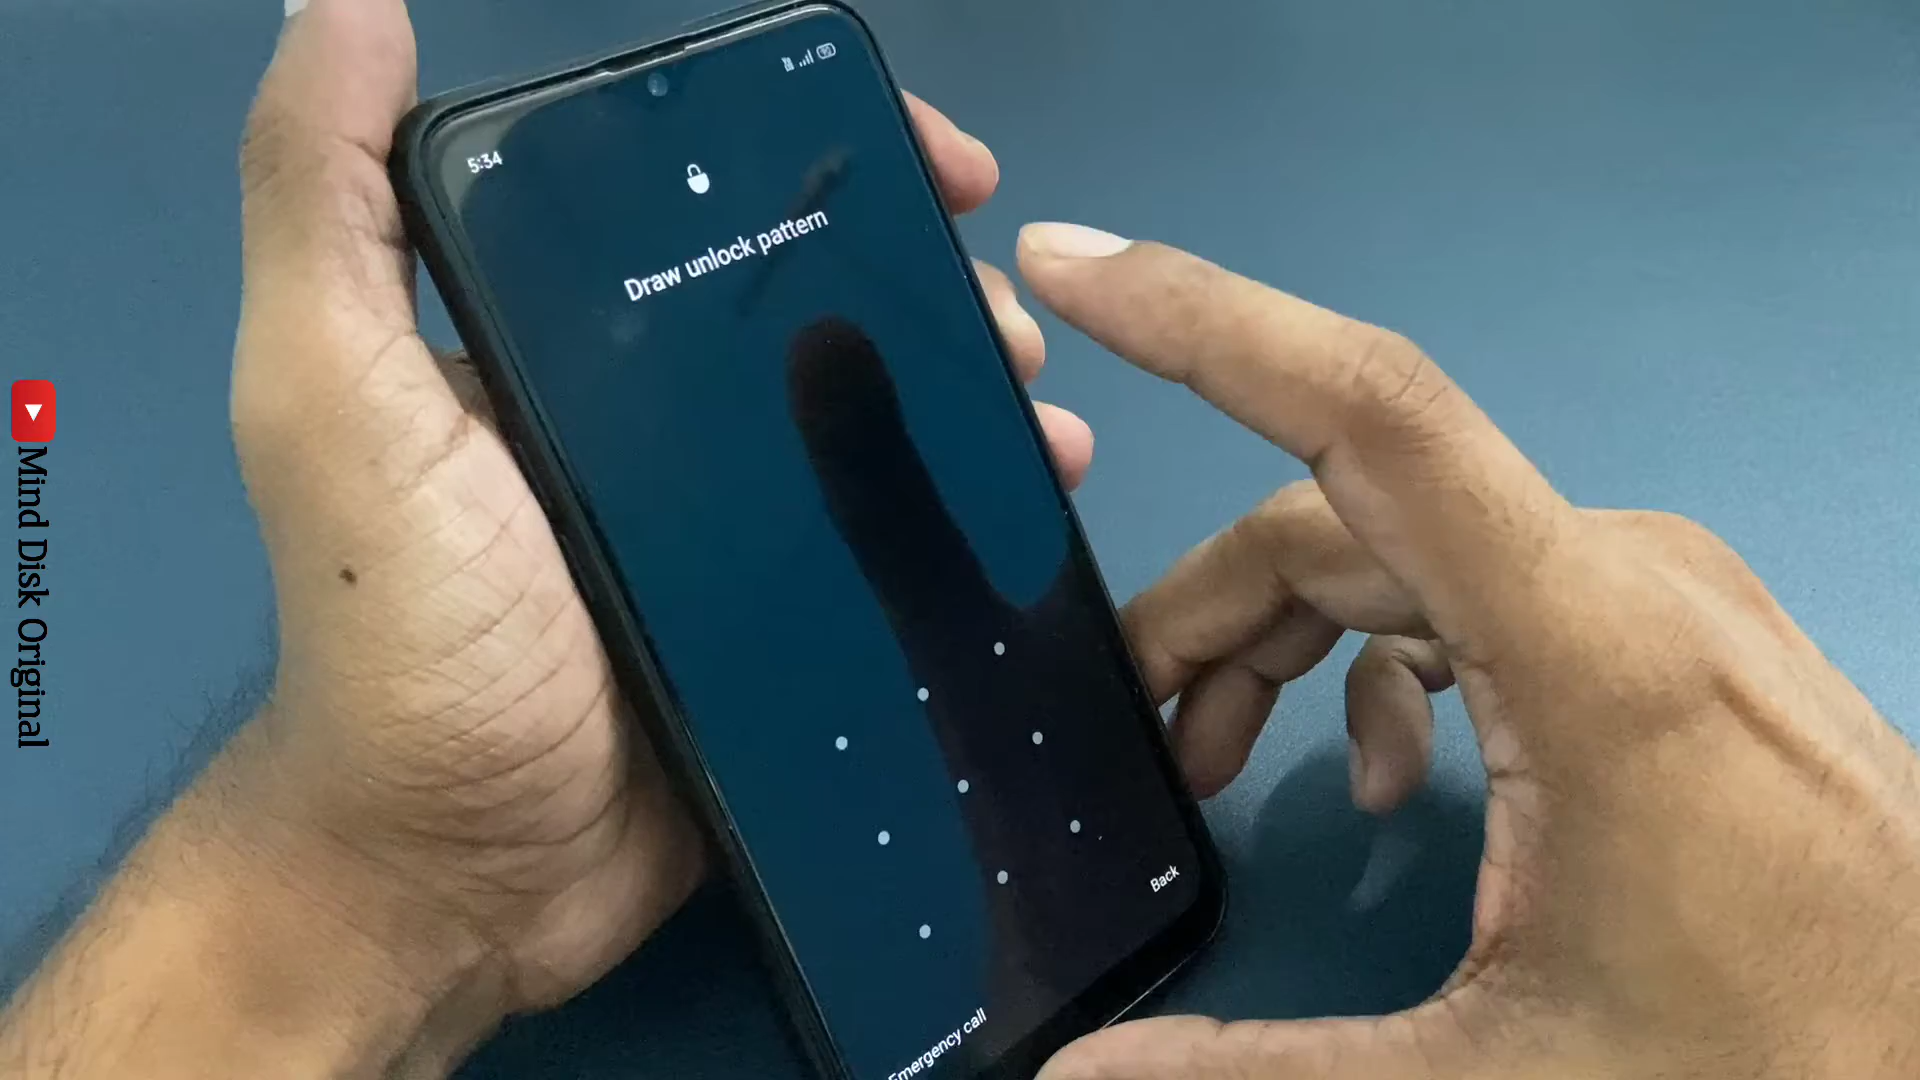 5:34
Draw unlock pattern
Back
Emergency call
Mind Disk Original